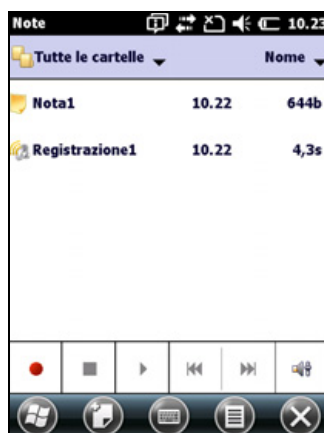 Note 10.23
Tutte le cartelle Nome
Nota1 10.22 644b
Registrazione1 10.22 4,3s